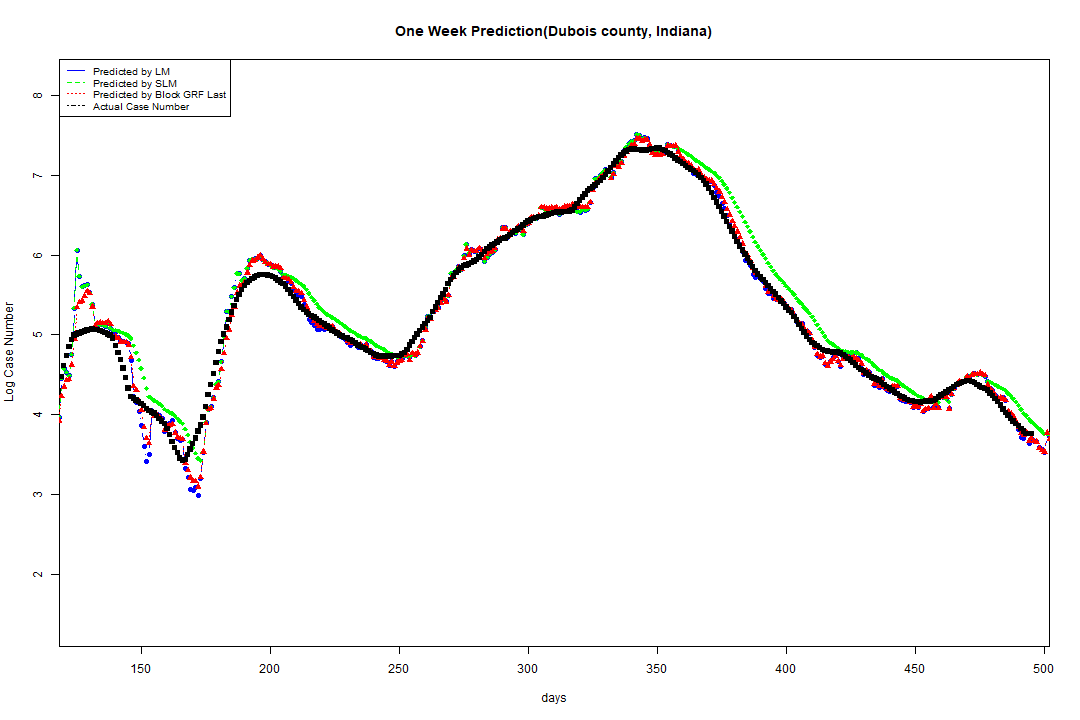 One Week Prediction(Dubois county, Indiana)
Predicted by LM
Predicted by SLM
Predicted by Block GRF Last
Actual Case Number
8
7
6
5
4
3
2
Log Case Number
150 200 250 300 350 400 450 500
days